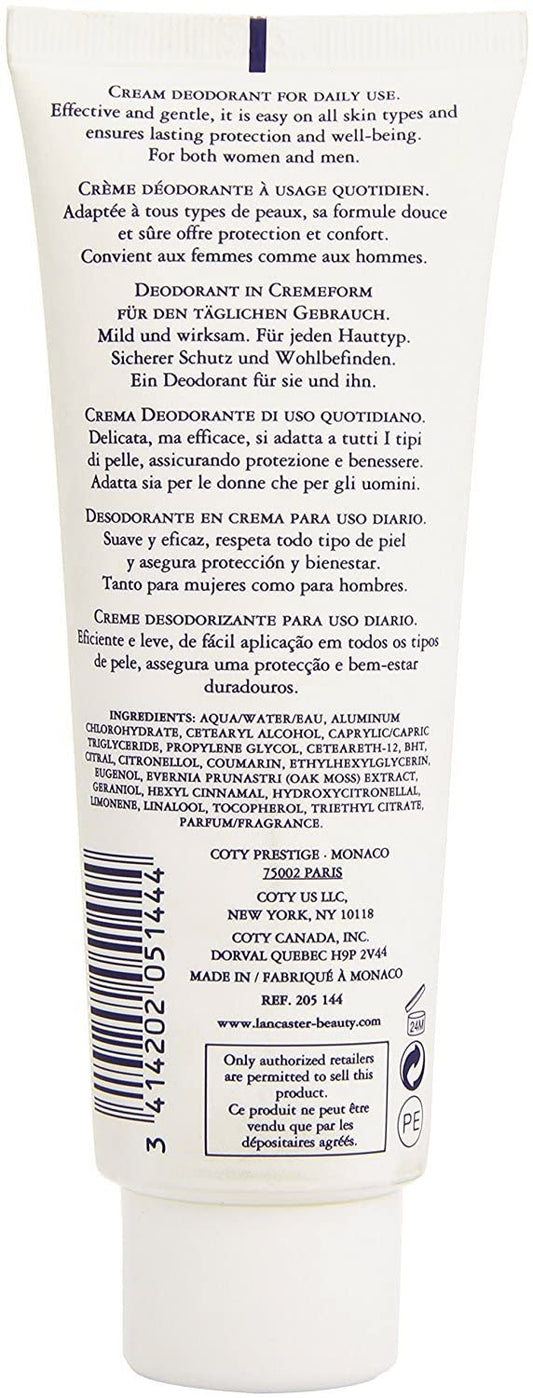 CREAM DEODORANT FOR DAILY USE.
Effective and gentle, it is easy on all skin types and
ensures lasting protection and well-being.
For both women and men.
CRÈME DÉODORANTE À USAGE QUOTIDIEN.
Adaptée à tous types de peaux, sa formule douce
et sûre offre protection et confort.
Convient aux femmes comme aux hommes.
DEODORANT IN CREMEFORM
FÜR DEN TÄGLICHEN GEBRAUCH.
Mild und wirksam. Für jeden Hauttyp.
Sicherer Schutz und Wohlbefinden.
Ein Deodorant für sie und ihn.
CREMA DEODORANTE DI USO QUOTIDIANO.
Delicata, ma efficace, si adatta a tutti I tipi
di pelle, assicurando protezione e benessere.
Adatta sia per le donne che per gli uomini.
DESODORANTE EN CREMA PARA USO DIARIO.
Suave y eficaz, respeta todo tipo de piel
y asegura protección y bienestar.
Tanto para mujeres como para hombres.
CREME DESODORIZANTE PARA USO DIARIO.
Eficiente e leve, de fácil aplicação em todos os tipos
de pele, assegura uma protecção e bem-estar
duradouros.
INGREDIENTS: AQUA/WATER/EAU, ALUMINUM
CHLOROHYDRATE, CETEARYL ALCOHOL, CAPRYLIC/CAPRIC
TRIGLYCERIDE, PROPYLENE GLYCOL, CETEARETH-12, BHT,
CITRAL, CITRONELLOL, COUMARIN, ETHYLHEXYLGLYCERIN,
EUGENOL, EVERNIA PRUNASTRI (OAK MOSS) EXTRACT,
GERANIOL, HEXYL CINNAMAL, HYDROXYCITRONELLAL,
LIMONENE, LINALOOL, TOCOPHEROL, TRIETHYL CITRATE,
PARFUM/FRAGRANCE.
COTY PRESTIGE · MONACO
75002 PARIS
COTY US LLC,
NEW YORK, NY 10118
COTY CANADA, INC.
DORVAL QUEBEC H9P 2V44
MADE IN / FABRIQUÉ À MONACO
REF. 205 144
www.lancaster-beauty.com
Only authorized retailers
are permitted to sell this
product.
Ce produit ne peut être
vendu que par les
dépositaires agréés.
24M
PE
3 414202 051444